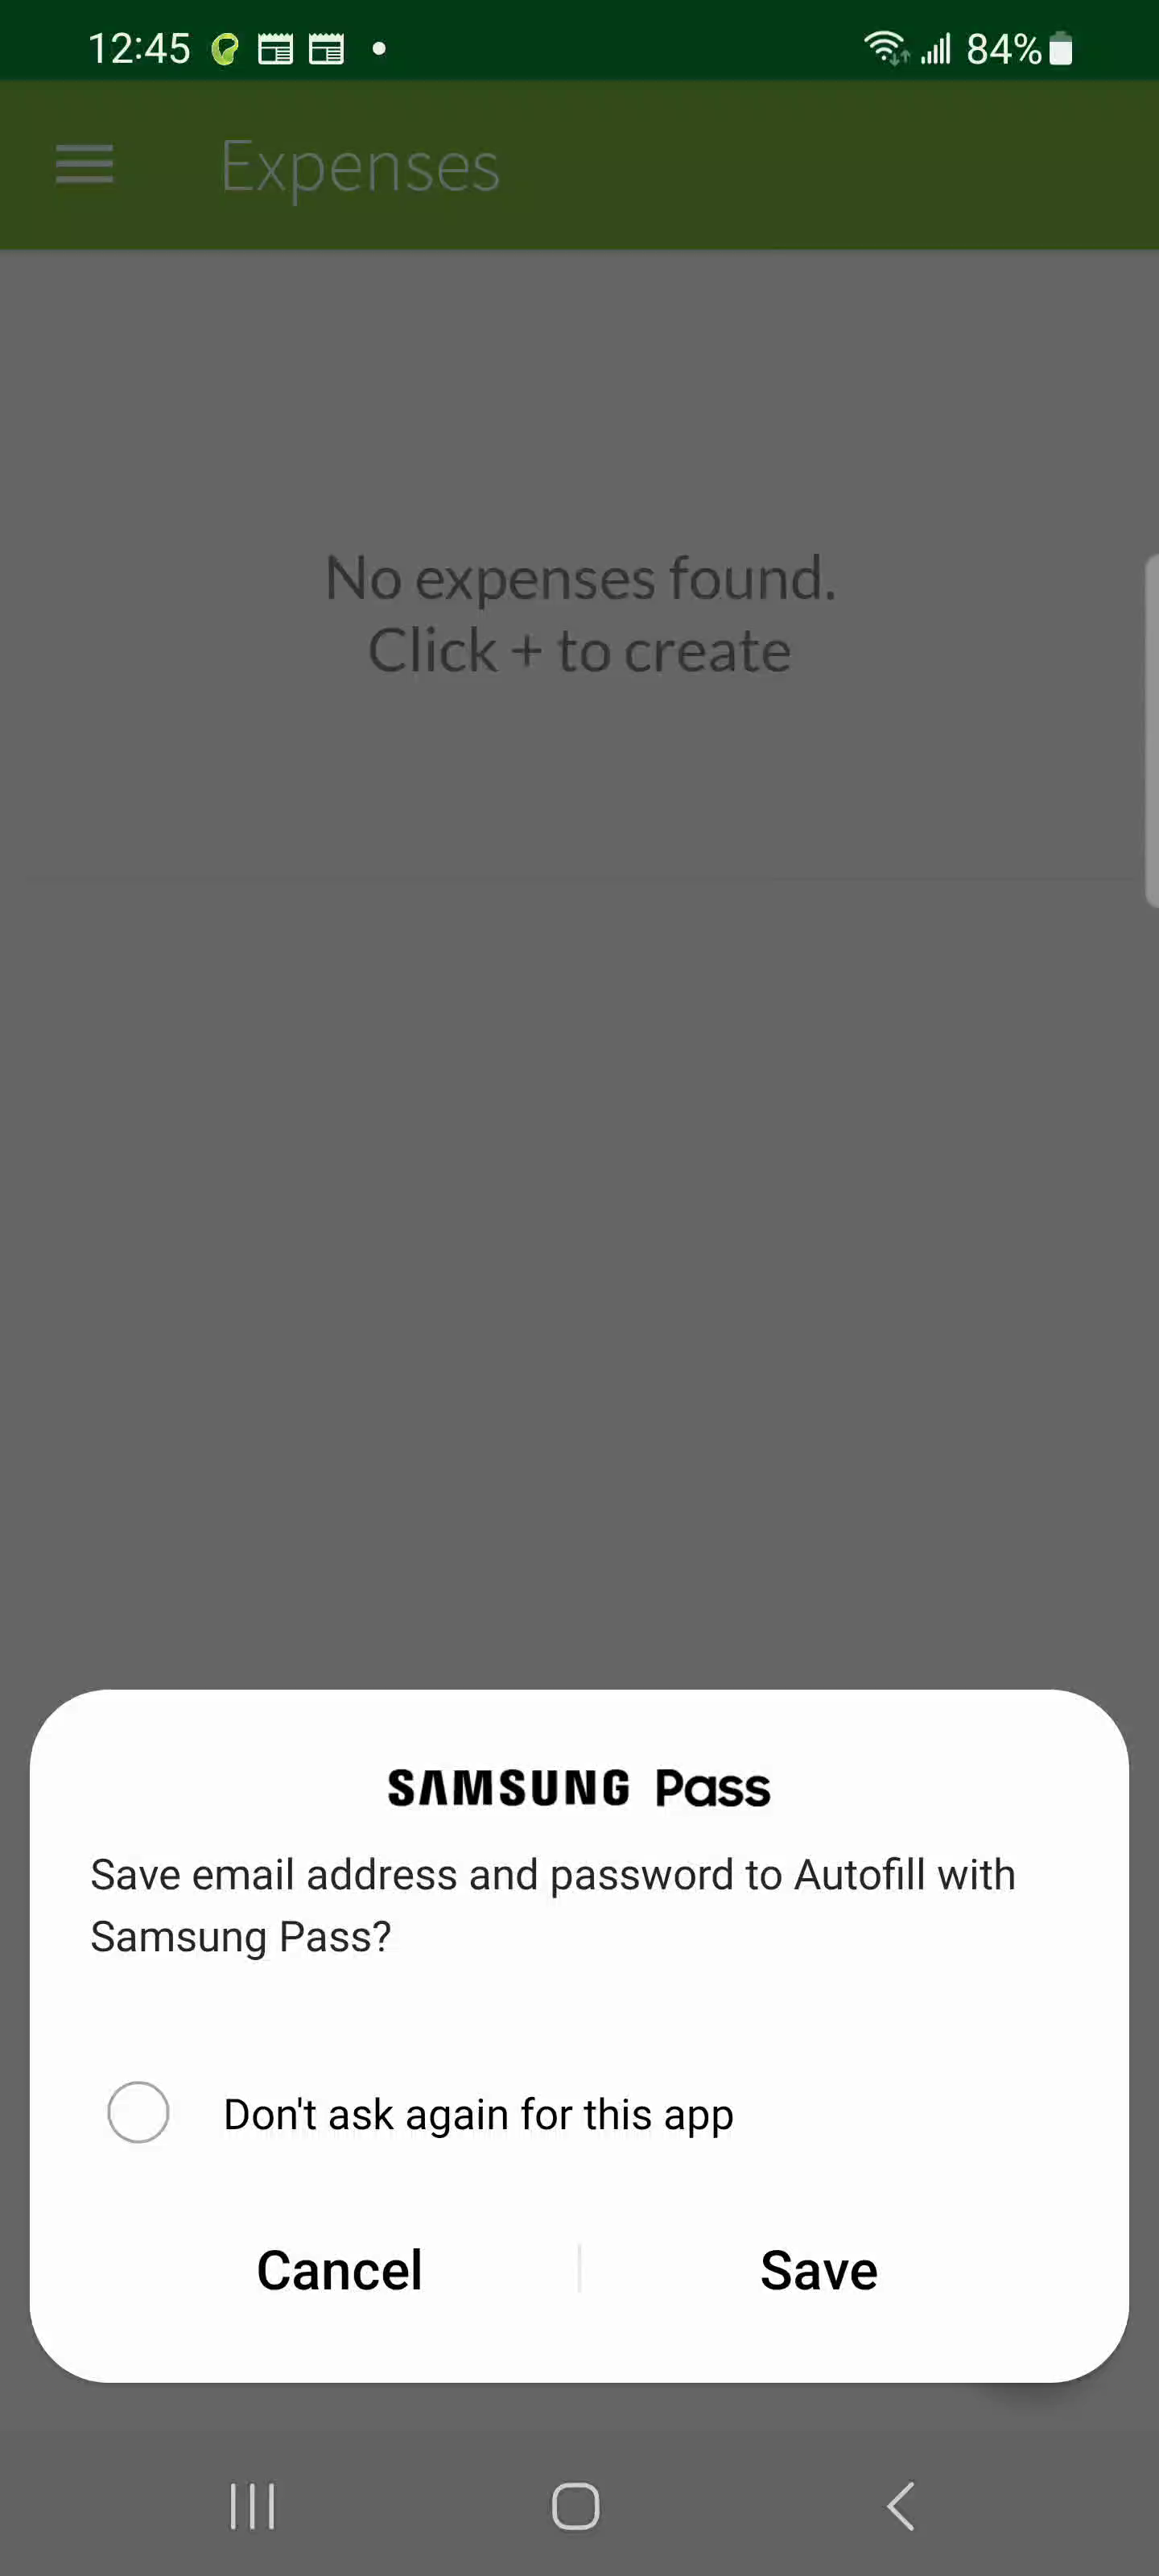 12:45
84%
Expenses
No expenses found.
Click + to create
SAMSUNG Pass
Save email address and password to Autofill with
Samsung Pass?
Don't ask again for this app
Cancel
Save